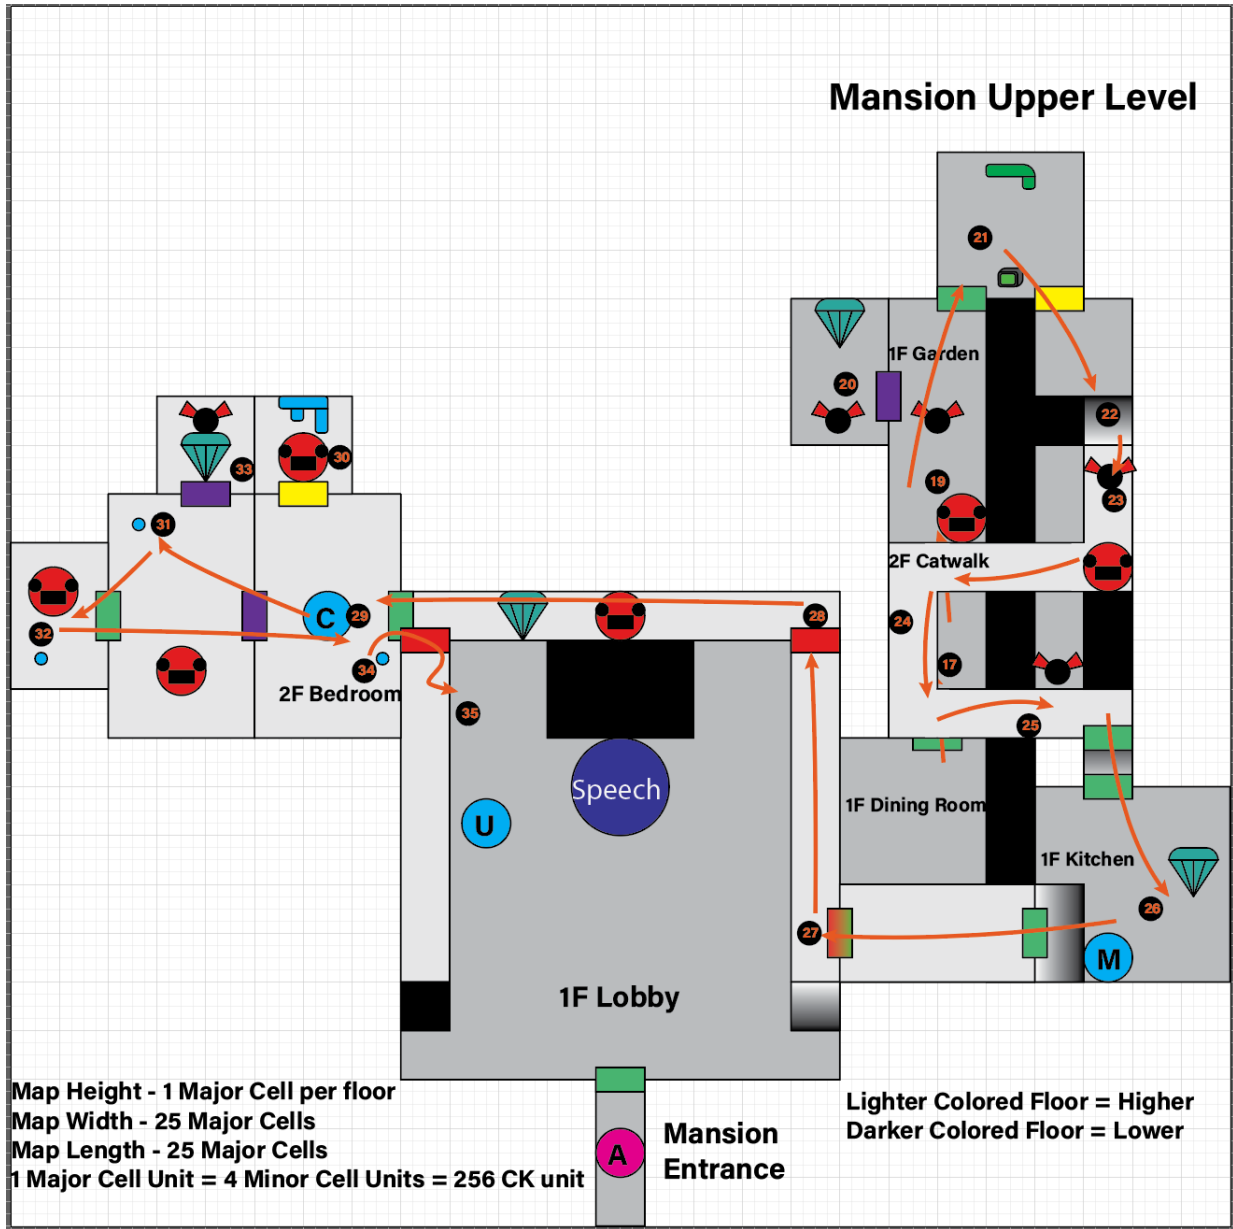 Mansion Upper Level
21
1F Garden
20
22
33
30
19
23
31
2F Catwalk
C
29
28
32
24
34
17
2F Bedroom
35
25
Speech
1F Dining Room
U
1F Kitchen
26
27
M
1F Lobby
Map Height - 1 Major Cell per floor
Map Width - 25 Major Cells
Map Length - 25 Major Cells
1 Major Cell Unit = 4 Minor Cell Units = 256 CK unit
A
Mansion
Entrance
Lighter Colored Floor = Higher
Darker Colored Floor = Lower